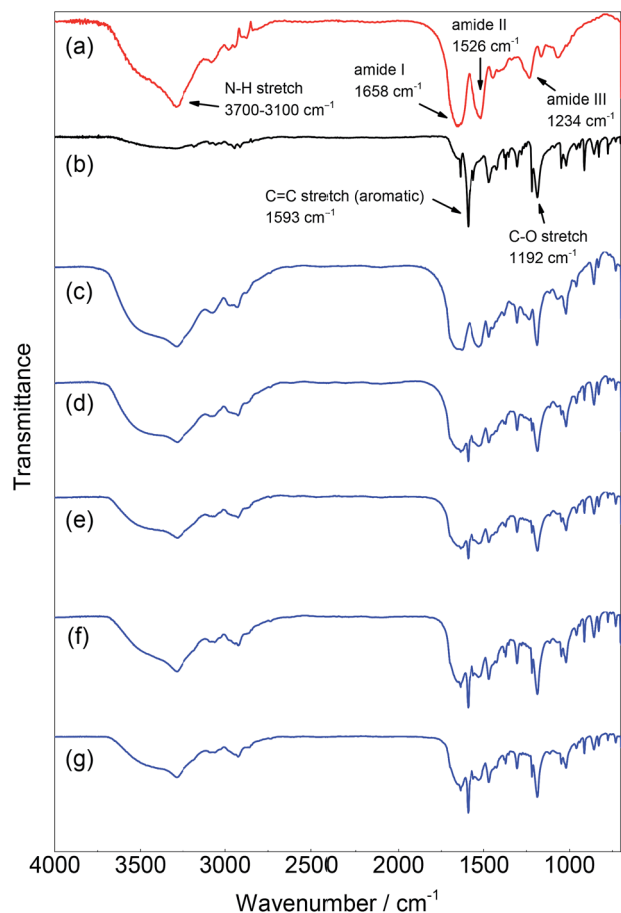 (a)
N-H stretch
3700-3100 cm⁻¹
amide I
1658 cm⁻¹
amide II
1526 cm⁻¹
amide III
1234 cm⁻¹
(b)
C=C stretch (aromatic)
1593 cm⁻¹
C-O stretch
1192 cm⁻¹
(c)
(d)
(e)
(f)
(g)
Transmittance
4000 3500 3000 2500 2000 1500 1000
Wavenumber / cm⁻¹